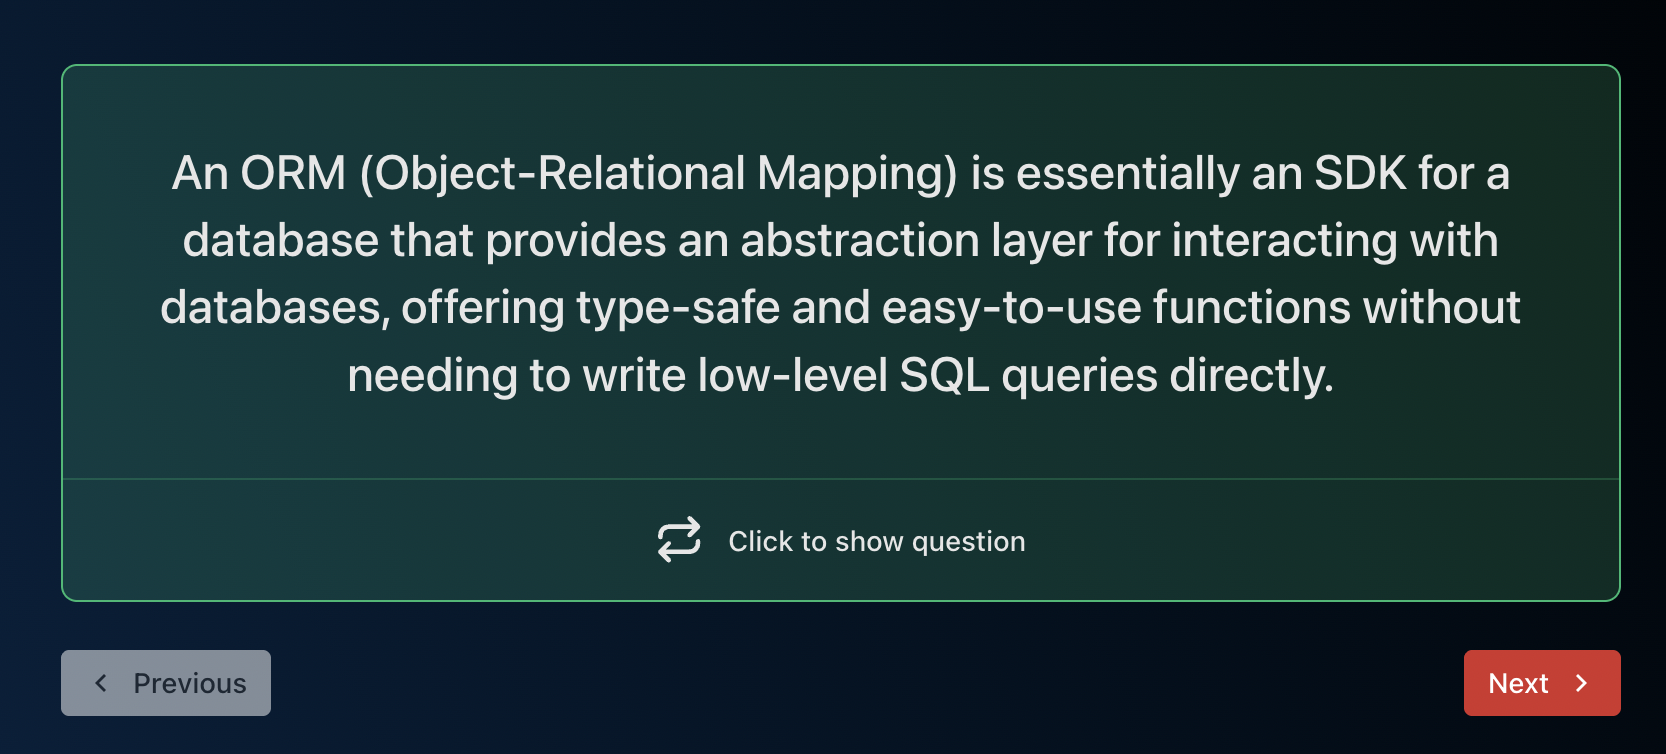 An ORM (Object-Relational Mapping) is essentially an SDK for a
database that provides an abstraction layer for interacting with
databases, offering type-safe and easy-to-use functions without
needing to write low-level SQL queries directly.
Click to show question
Previous
Next